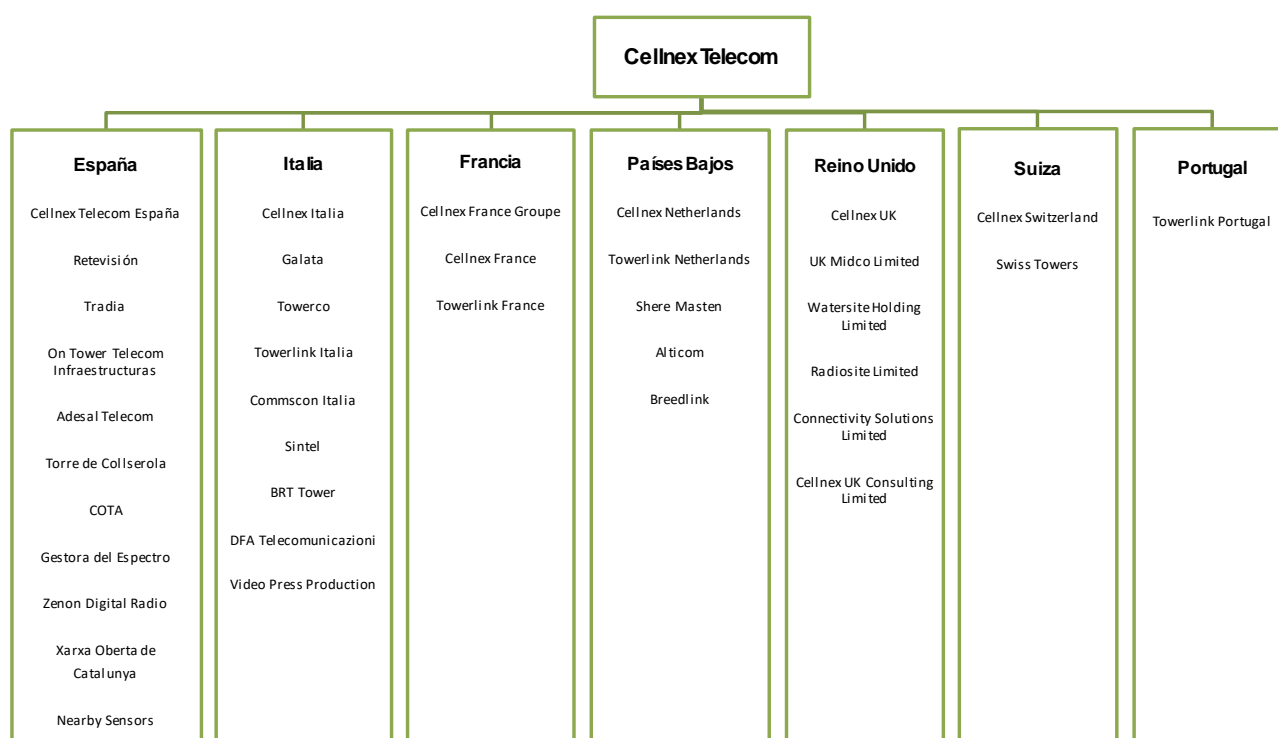 Cellnex Telecom
España
Cellnex Telecom España
Retevisión
Tradia
On Tower Telecom
Infraestructuras
Adesal Telecom
Torre de Collserola
COTA
Gestora del Espectro
Zenon Digital Radio
Xarxa Oberta de
Catalunya
Nearby Sensors
Italia
Cellnex Italia
Galata
Towerco
Towerlink Italia
Commscon Italia
Sintel
BRT Tower
DFA Telecomunicazioni
Video Press Production
Francia
Cellnex France Groupe
Cellnex France
Towerlink France
Países Bajos
Cellnex Netherlands
Towerlink Netherlands
Shere Masten
Alticom
Breedlink
Reino Unido
Cellnex UK
UK Midco Limited
Watersite Holding
Limited
Radiosite Limited
Connectivity Solutions
Limited
Cellnex UK Consulting
Limited
Suiza
Cellnex Switzerland
Swiss Towers
Portugal
Towerlink Portugal